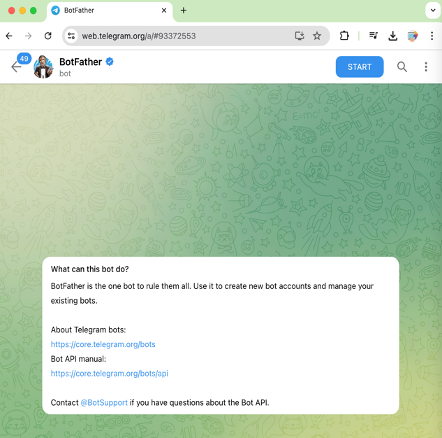 BotFather
web.telegram.org/a/#93372553
49
BotFather
bot
START
What can this bot do?
BotFather is the one bot to rule them all. Use it to create new bot accounts and manage your
existing bots.
About Telegram bots:
https://core.telegram.org/bots
Bot API manual:
https://core.telegram.org/bots/api
Contact @BotSupport if you have questions about the Bot API.